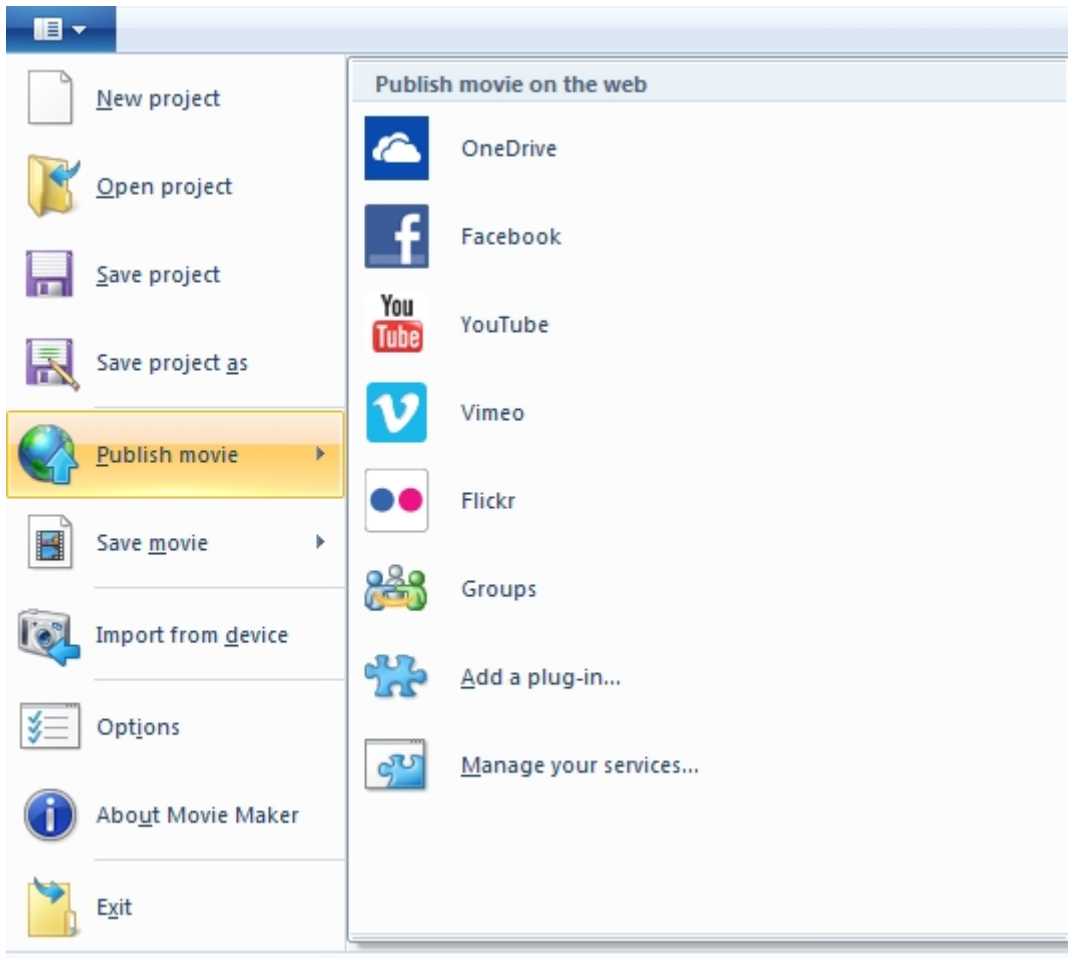 New project
Open project
Save project
Save project as
Publish movie
Save movie
Import from device
Options
About Movie Maker
Exit
Publish movie on the web
OneDrive
f
Facebook
You
Tube
YouTube
Vimeo
Flickr
Groups
Add a plug-in...
Manage your services...